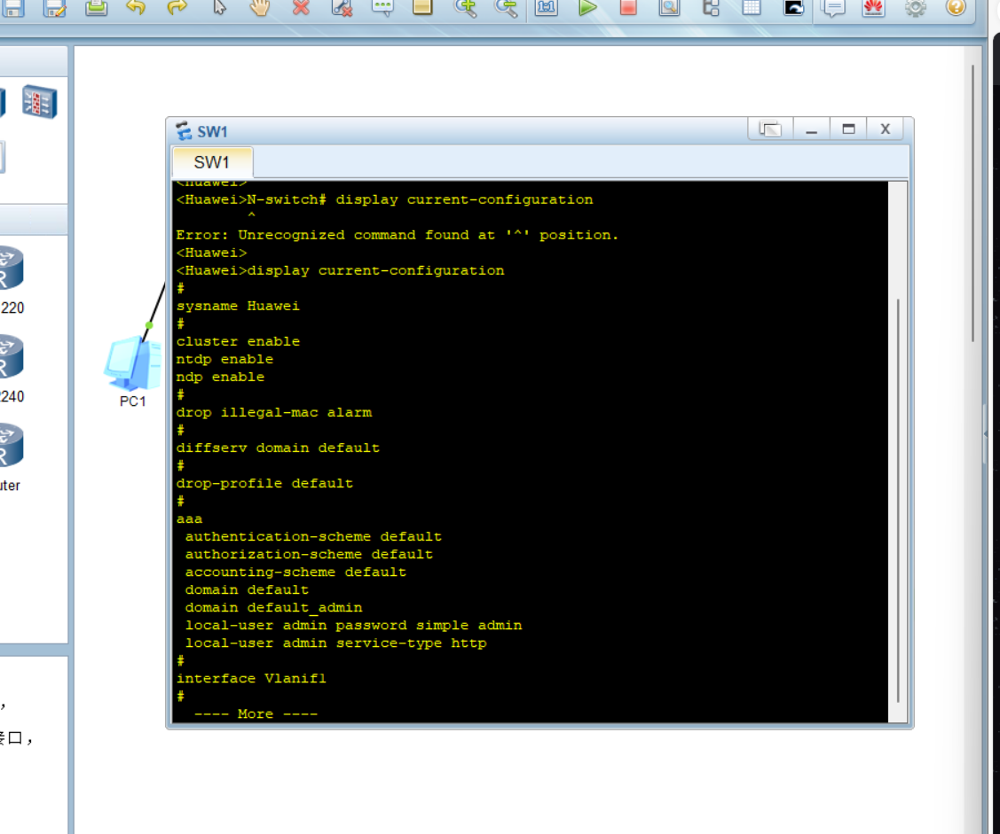 SW1
SW1
<Huawei>
<Huawei>N-switch# display current-configuration
^
Error: Unrecognized command found at '^' position.
<Huawei>
<Huawei>display current-configuration
#
sysname Huawei
#
cluster enable
ntdp enable
ndp enable
#
drop illegal-mac alarm
#
diffserv domain default
#
drop-profile default
#
aaa
authentication-scheme default
authorization-scheme default
accounting-scheme default
domain default
domain default_admin
local-user admin password simple admin
local-user admin service-type http
#
interface Vlanif1
#
---- More ----
PC1
R
220
R
240
R
uter
,
口,